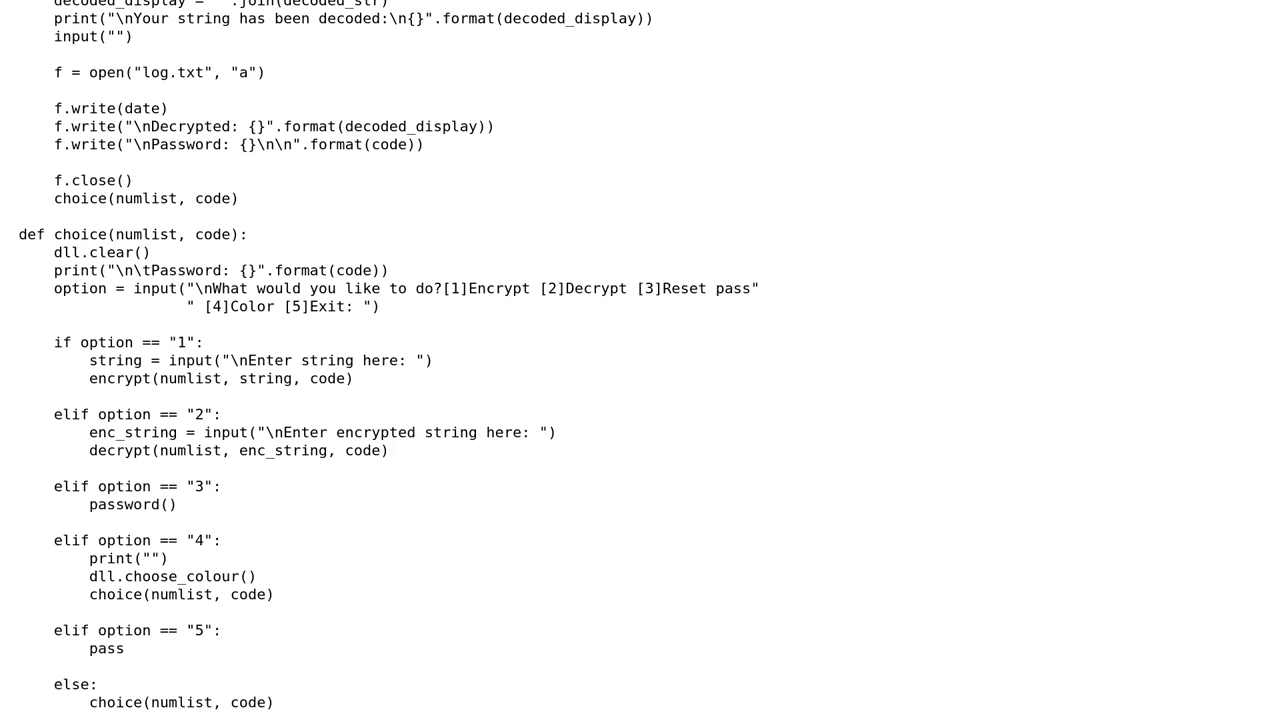 decoded_display = "".join(decoded_str)
    print("\nYour string has been decoded:\n{}".format(decoded_display))
    input("")

    f = open("log.txt", "a")

    f.write(date)
    f.write("\nDecrypted: {}".format(decoded_display))
    f.write("\nPassword: {}\n\n".format(code))

    f.close()
    choice(numlist, code)

def choice(numlist, code):
    dll.clear()
    print("\n\tPassword: {}".format(code))
    option = input("\nWhat would you like to do?[1]Encrypt [2]Decrypt [3]Reset pass"
                   " [4]Color [5]Exit: ")

    if option == "1":
        string = input("\nEnter string here: ")
        encrypt(numlist, string, code)

    elif option == "2":
        enc_string = input("\nEnter encrypted string here: ")
        decrypt(numlist, enc_string, code)

    elif option == "3":
        password()

    elif option == "4":
        print("")
        dll.choose_colour()
        choice(numlist, code)

    elif option == "5":
        pass

    else:
        choice(numlist, code)